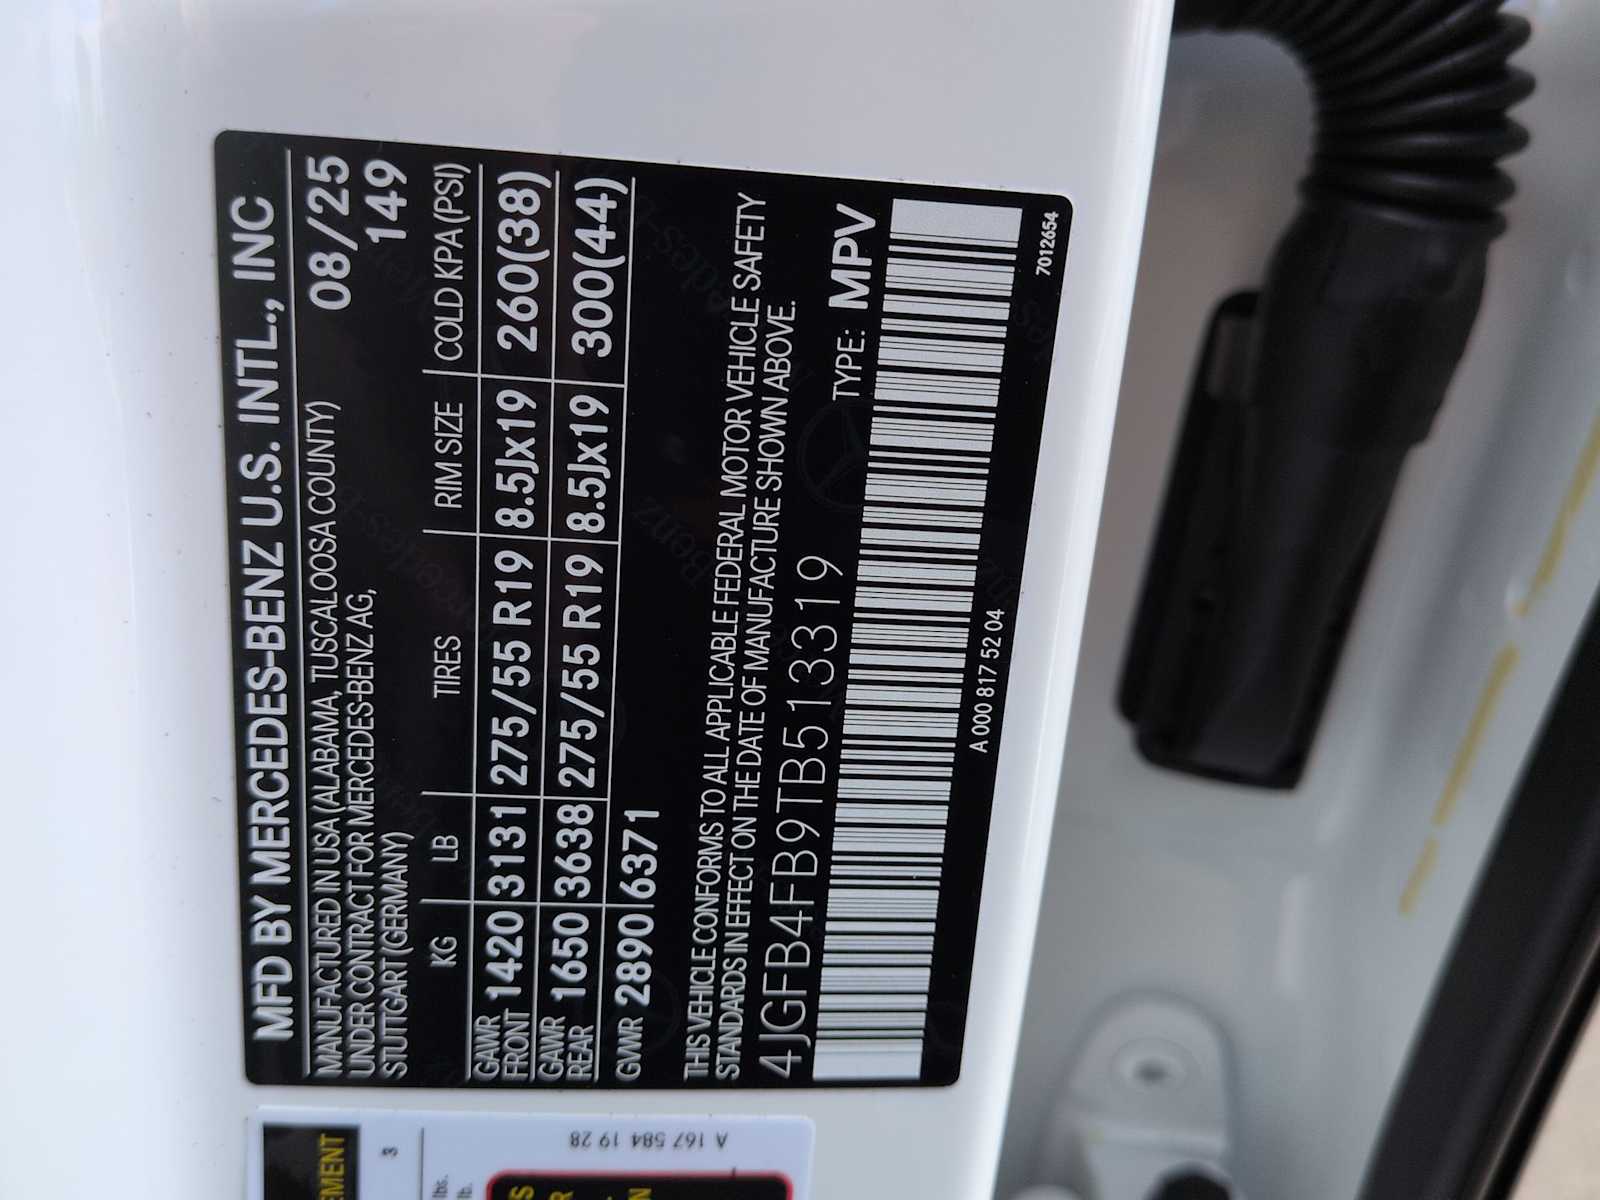 MFD BY MERCEDES-BENZ U.S. INTL., INC
MANUFACTURED IN USA (ALABAMA, TUSCALOOSA COUNTY) 08/25
UNDER CONTRACT FOR MERCEDES-BENZ AG, 149
STUTTGART (GERMANY)
KG LB TIRES RIM SIZE COLD KPA (PSI)
GAWR FRONT 1420 3131 275/55 R19 8.5Jx19 260(38)
GAWR REAR 1650 3638 275/55 R19 8.5Jx19 300(44)
GVWR 2890 6371
THIS VEHICLE CONFORMS TO ALL APPLICABLE FEDERAL MOTOR VEHICLE SAFETY
STANDARDS IN EFFECT ON THE DATE OF MANUFACTURE SHOWN ABOVE.
4JGFB4FB9TB513319 TYPE: MPV
A 000 817 52 04 7012654
A 167 584 19 28
3
lbs.
lb.